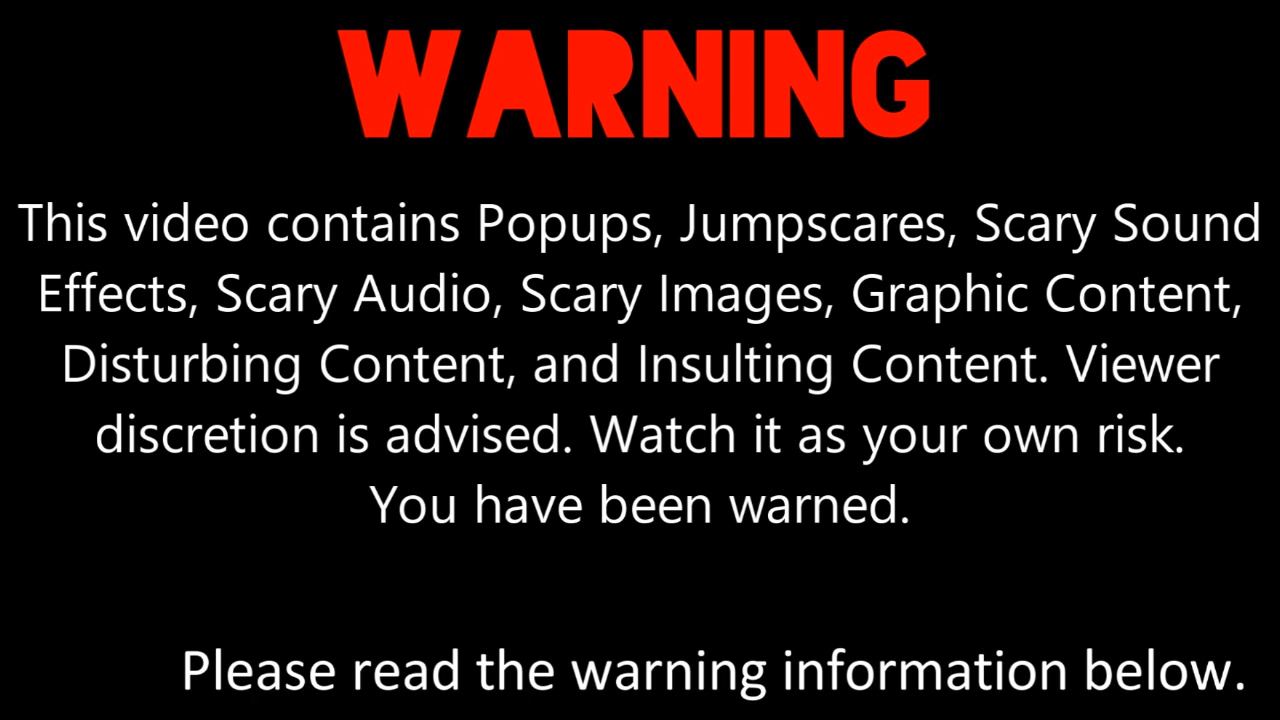 WARNING
This video contains Popups, Jumpscares, Scary Sound
Effects, Scary Audio, Scary Images, Graphic Content,
Disturbing Content, and Insulting Content. Viewer
discretion is advised. Watch it as your own risk.
You have been warned.
Please read the warning information below.